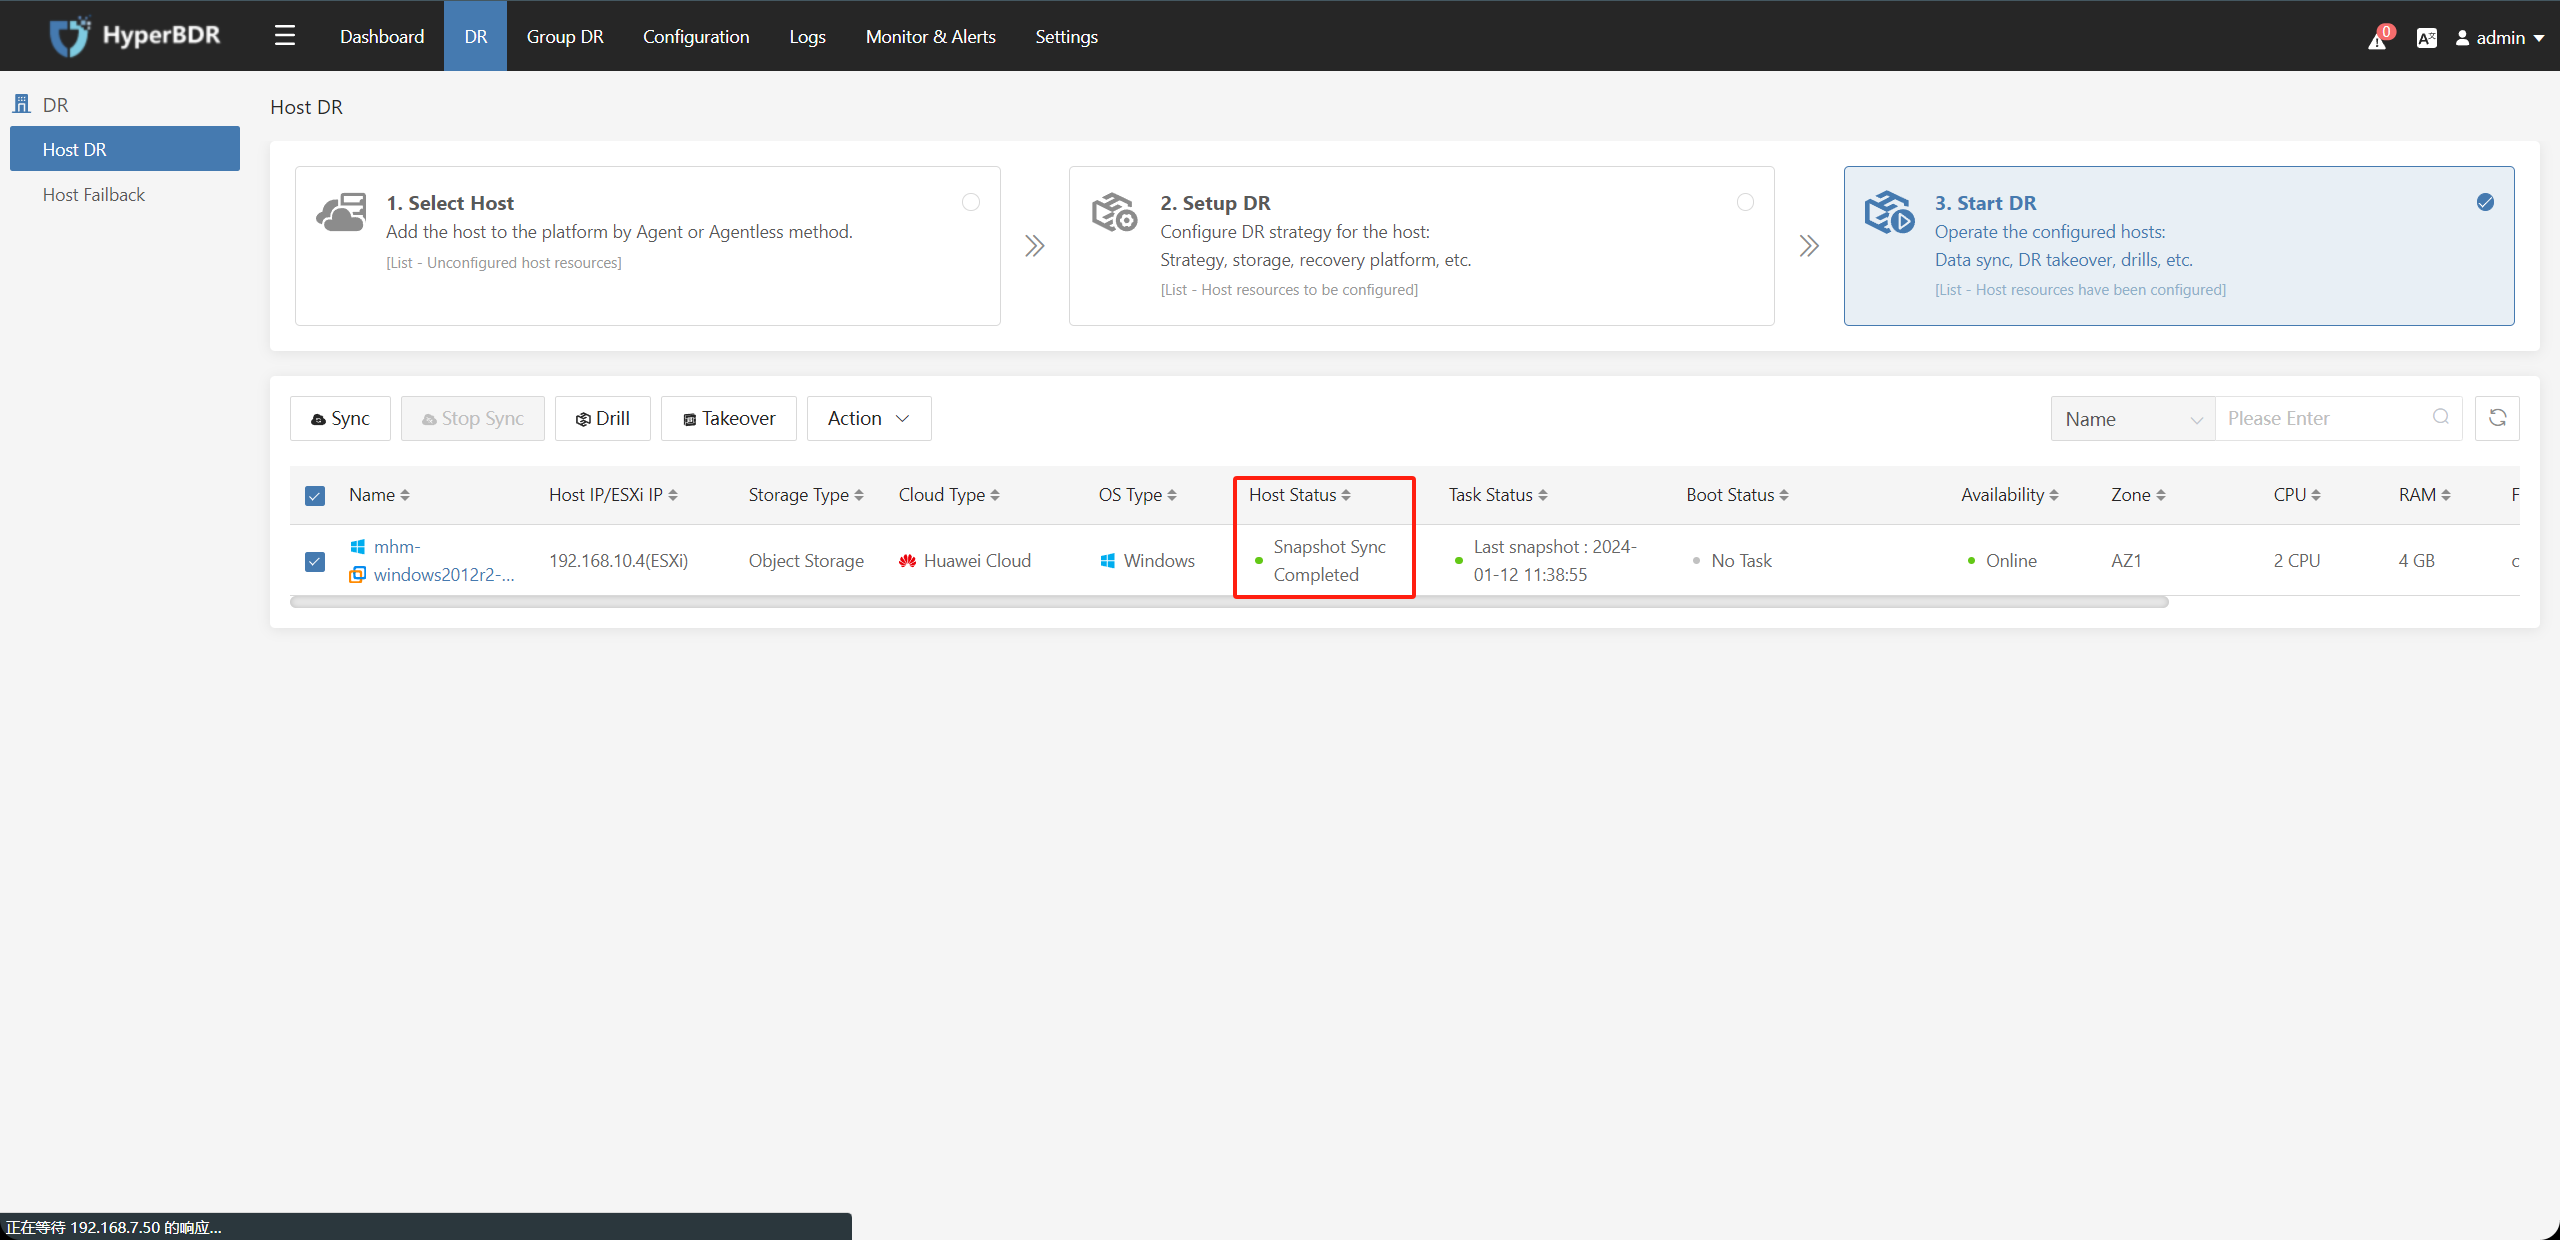 HyperBDR
Dashboard
DR
Group DR
Configuration
Logs
Monitor & Alerts
Settings
0
admin
DR
Host DR
Host Failback
Host DR
1. Select Host
Add the host to the platform by Agent or Agentless method.
[List - Unconfigured host resources]
2. Setup DR
Configure DR strategy for the host:
Strategy, storage, recovery platform, etc.
[List - Host resources to be configured]
3. Start DR
Operate the configured hosts:
Data sync, DR takeover, drills, etc.
[List - Host resources have been configured]
Sync
Stop Sync
Drill
Takeover
Action
Name
Please Enter
Name
Host IP/ESXi IP
Storage Type
Cloud Type
OS Type
Host Status
Task Status
Boot Status
Availability
Zone
CPU
RAM
mhm-
windows2012r2-...
192.168.10.4(ESXi)
Object Storage
Huawei Cloud
Windows
Snapshot Sync
Completed
Last snapshot : 2024-
01-12 11:38:55
No Task
Online
AZ1
2 CPU
4 GB
正在等待 192.168.7.50 的响应...